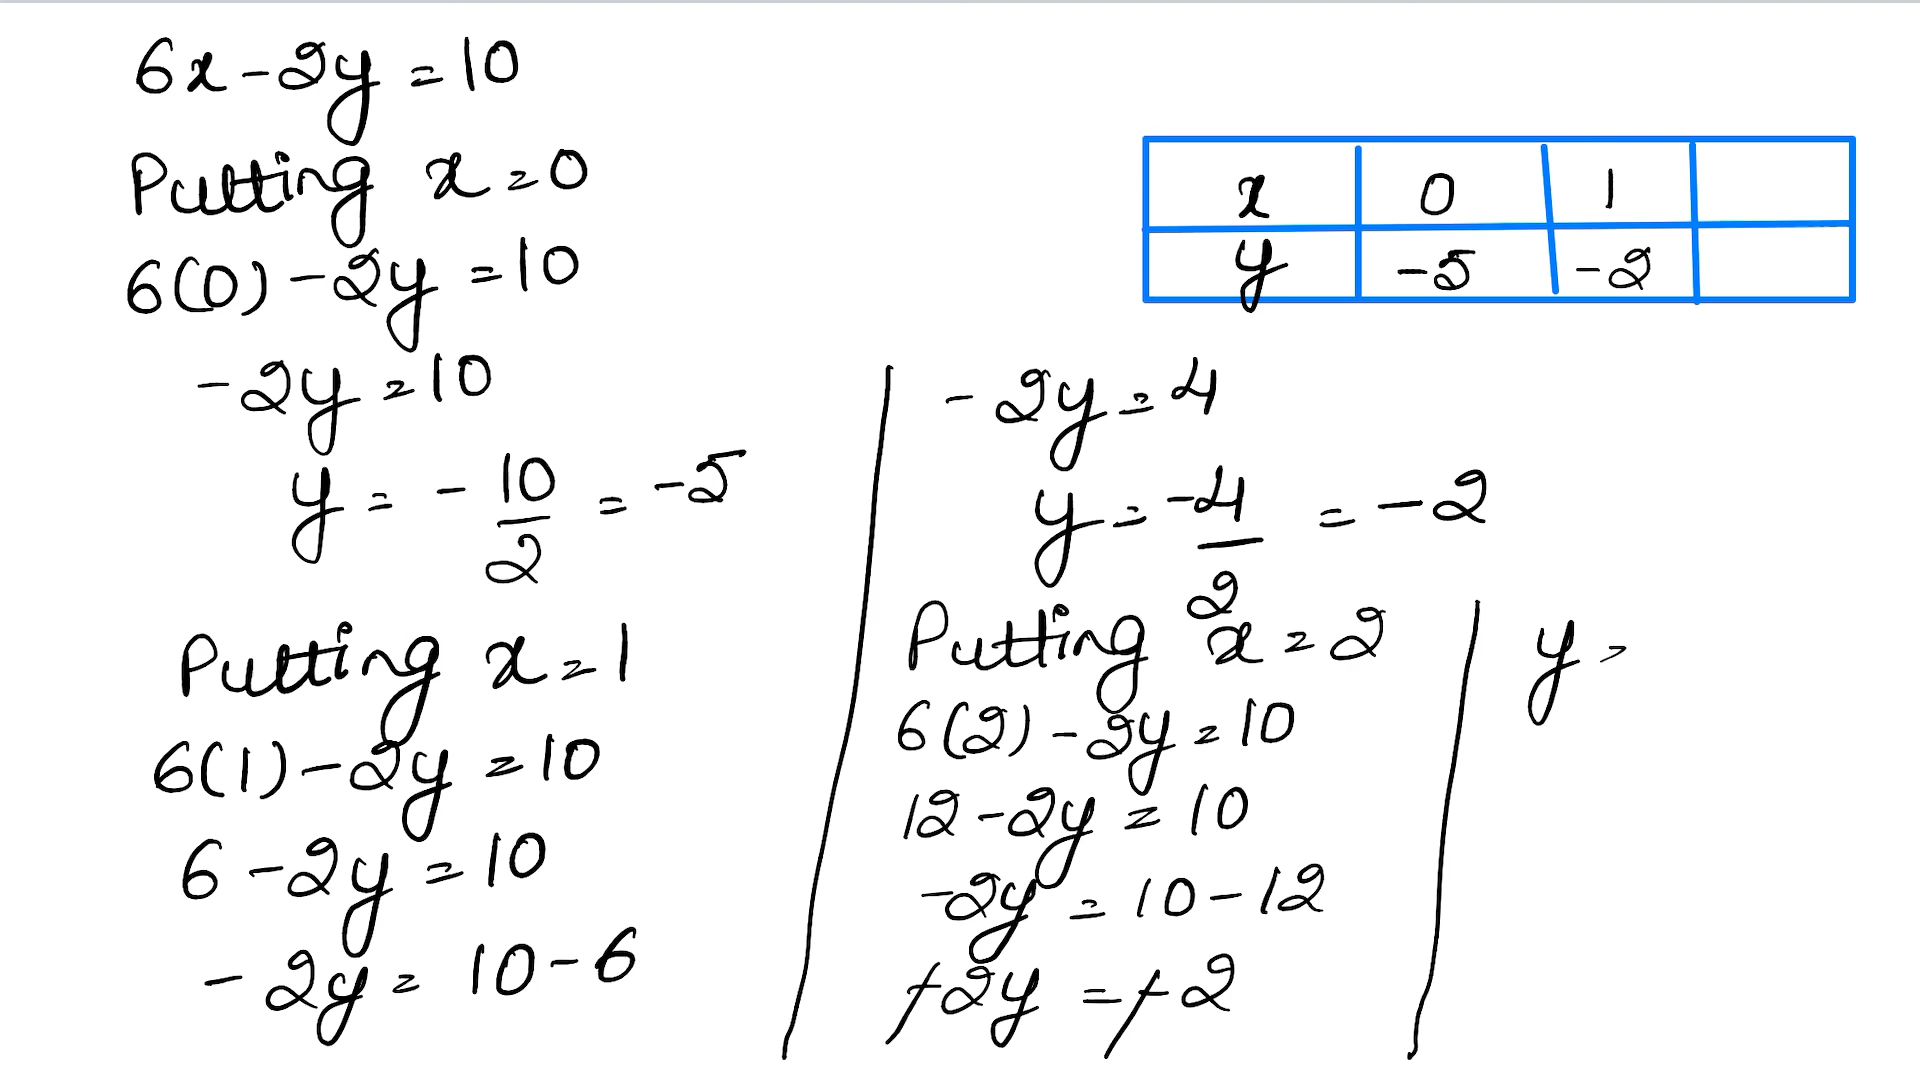 6x-2y=10
Putting x=0
6(0)-2y=10
-2y=10
y=-10/2=-5
Putting x=1
6(1)-2y=10
6-2y=10
-2y=10-6
x 0 1
y -5 -2
-2y=4
y=-4/2=-2
Putting x=2
6(2)-2y=10
12-2y=10
-2y=10-12
-2y=-2
y=